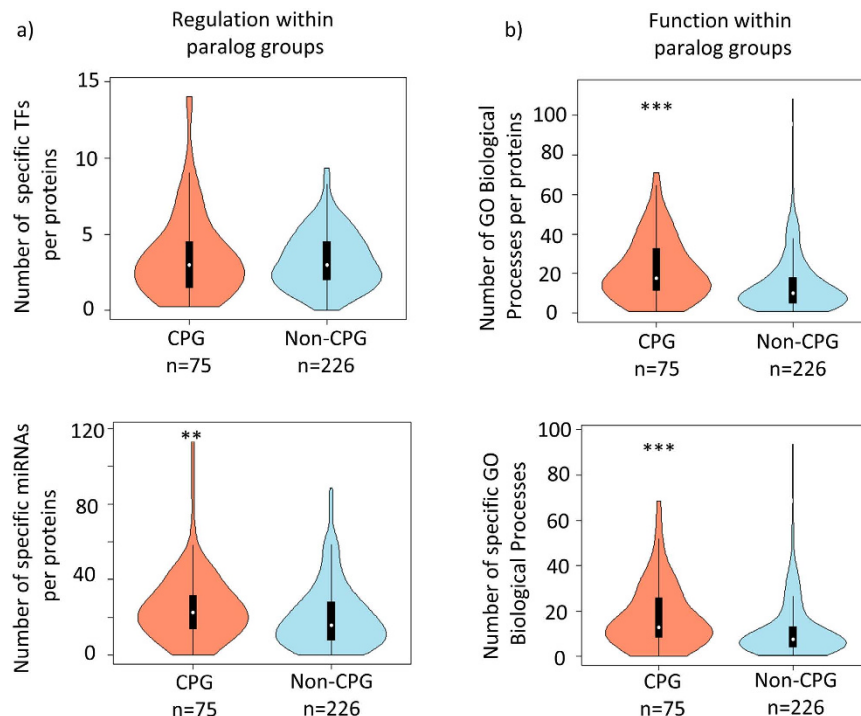 a)
Regulation within
paralog groups
Number of specific TFs
per proteins
15
10
5
0
CPG
n=75
Non-CPG
n=226
Number of specific miRNAs
per proteins
120
80
40
0
**
CPG
n=75
Non-CPG
n=226
b)
Function within
paralog groups
Number of GO Biological
Processes per proteins
100
80
60
40
20
0
***
CPG
n=75
Non-CPG
n=226
Number of specific GO
Biological Processes
100
80
60
40
20
0
***
CPG
n=75
Non-CPG
n=226